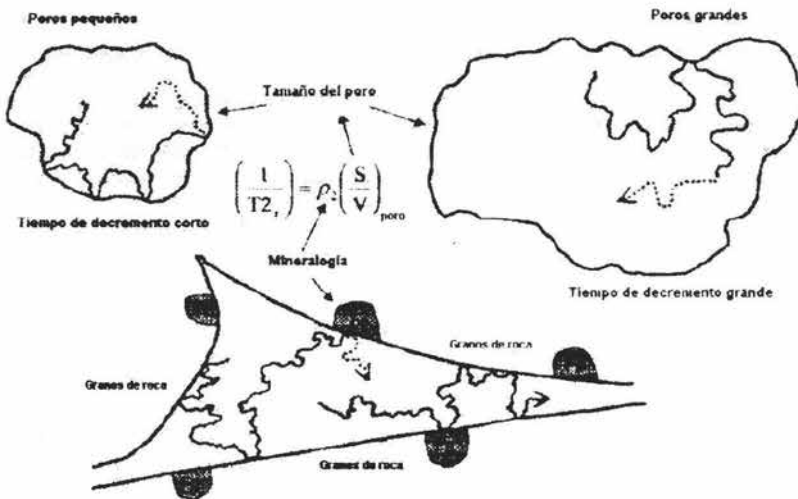 Poros pequeños
Poros grandes
Tamaño del poro
(1/T2,) = ρ₂(S/V)poro
Tiempo de decremento corto
Mineralogía
Tiempo de decremento grande
Granos de roca
Granos de roca
Granos de roca